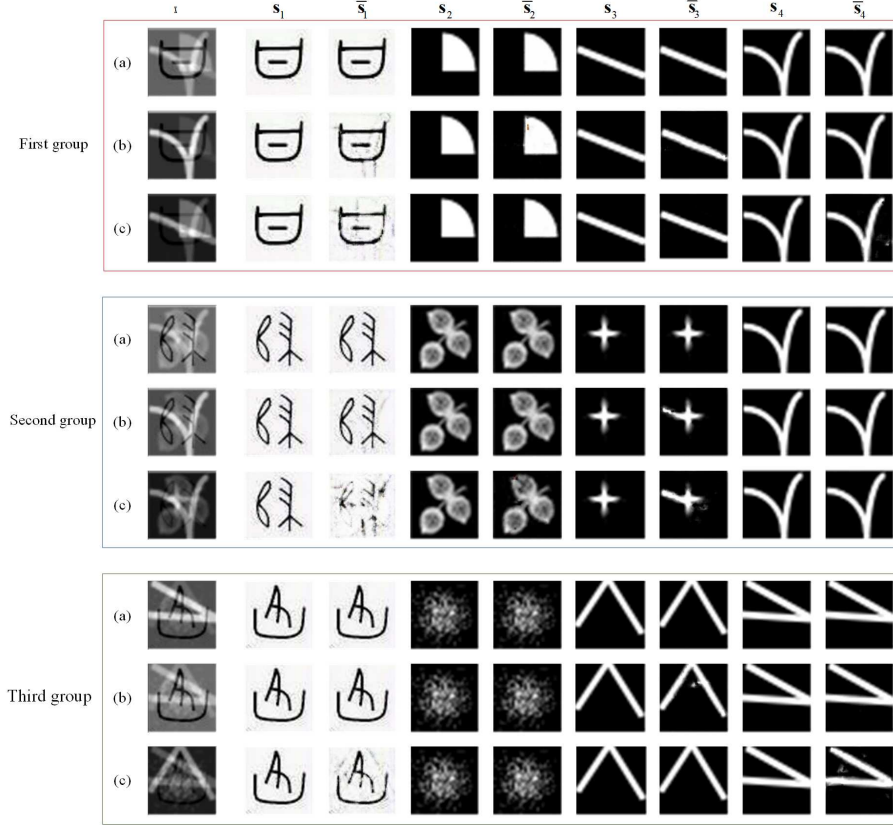 I s₁ s̄₁ s₂ s̄₂ s₃ s̄₃ s₄ s̄₄
(a)
First group (b)
(c)
(a)
Second group (b)
(c)
(a)
Third group (b)
(c)